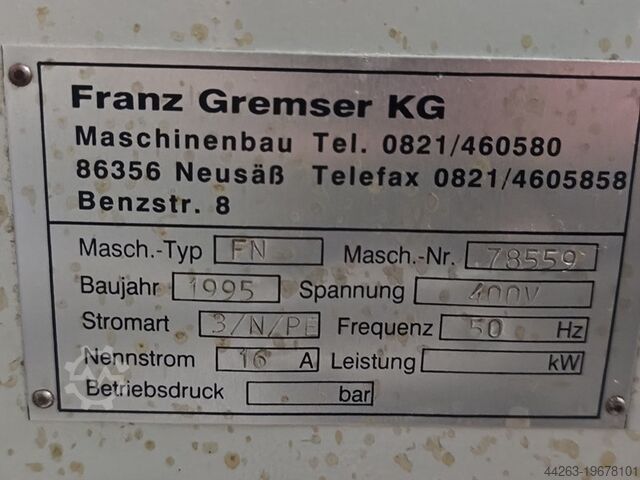 Franz Gremser KG
Maschinenbau Tel. 0821/460580
86356 Neusäß Telefax 0821/4605858
Benzstr. 8
Masch.-Typ FN Masch.-Nr. 78559
Baujahr 1995 Spannung 400V
Stromart 3/N/PE Frequenz 50 Hz
Nennstrom 16 A Leistung kW
Betriebsdruck bar
44263-19678101